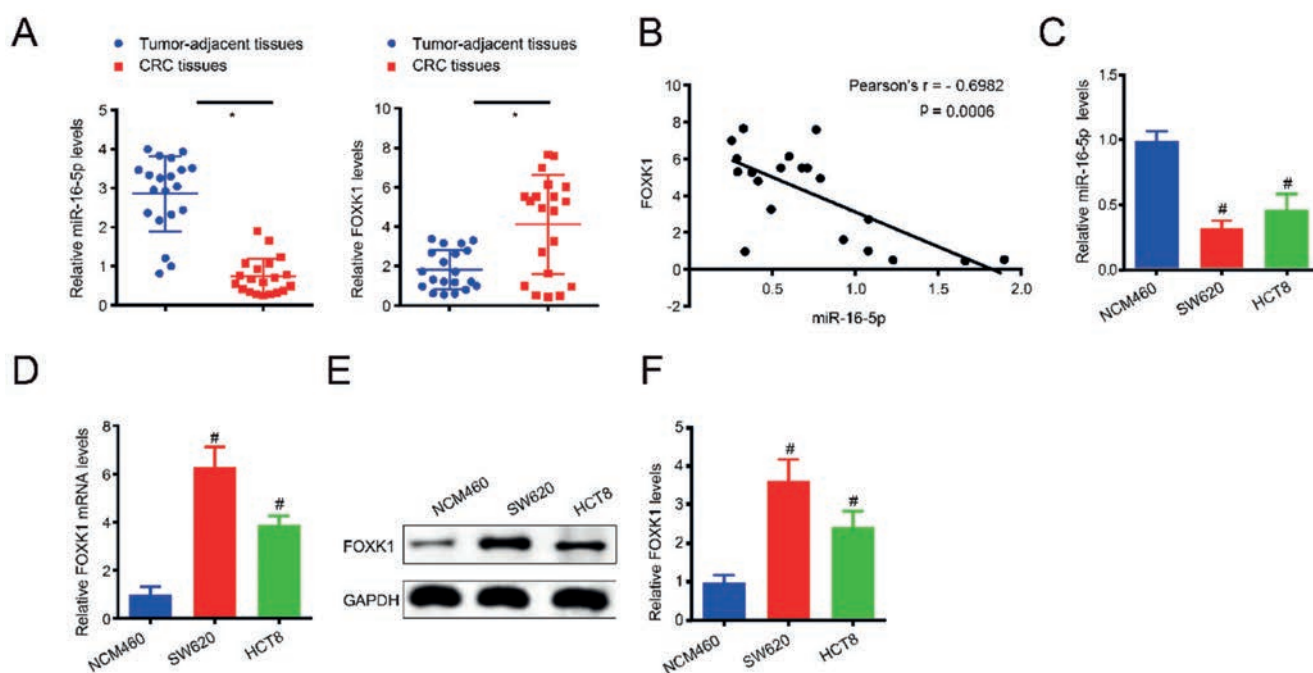 A
Tumor-adjacent tissues
CRC tissues
Relative miR-16-5p levels
5
4
3
2
1
0
*
Tumor-adjacent tissues
CRC tissues
Relative FOXK1 levels
10
8
6
4
2
0
*
B
Pearson's r = - 0.6982
P = 0.0006
FOXK1
10
8
6
4
2
0
-2
0.5
1.0
1.5
2.0
miR-16-5p
C
Relative miR-16-5p levels
1.5
1.0
0.5
0.0
# #
NCM460
SW620
HCT8
D
Relative FOXK1 mRNA levels
8
6
4
2
0
#
#
NCM460
SW620
HCT8
E
NCM460
SW620
HCT8
FOXK1
GAPDH
F
Relative FOXK1 levels
5
4
3
2
1
0
#
#
NCM460
SW620
HCT8